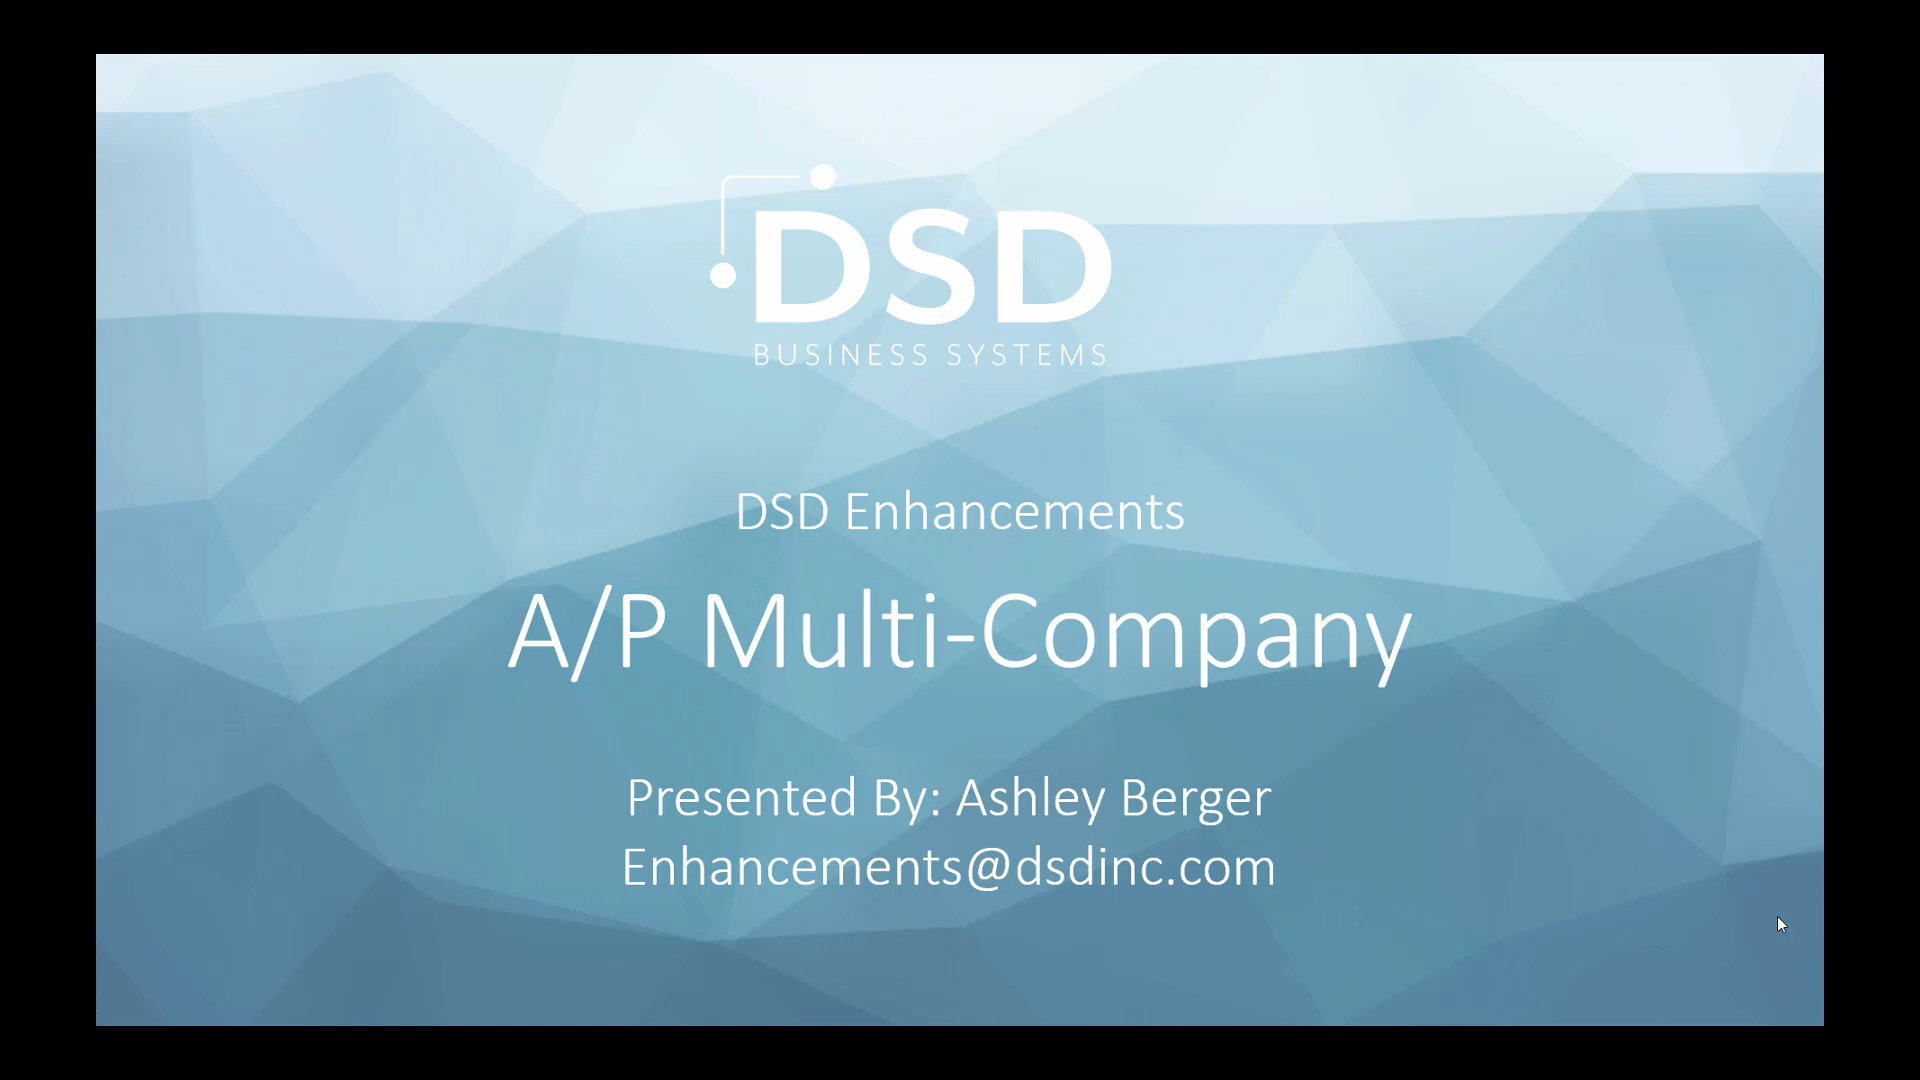 DSD
BUSINESS SYSTEMS
DSD Enhancements
A/P Multi-Company
Presented By: Ashley Berger
Enhancements@dsdinc.com